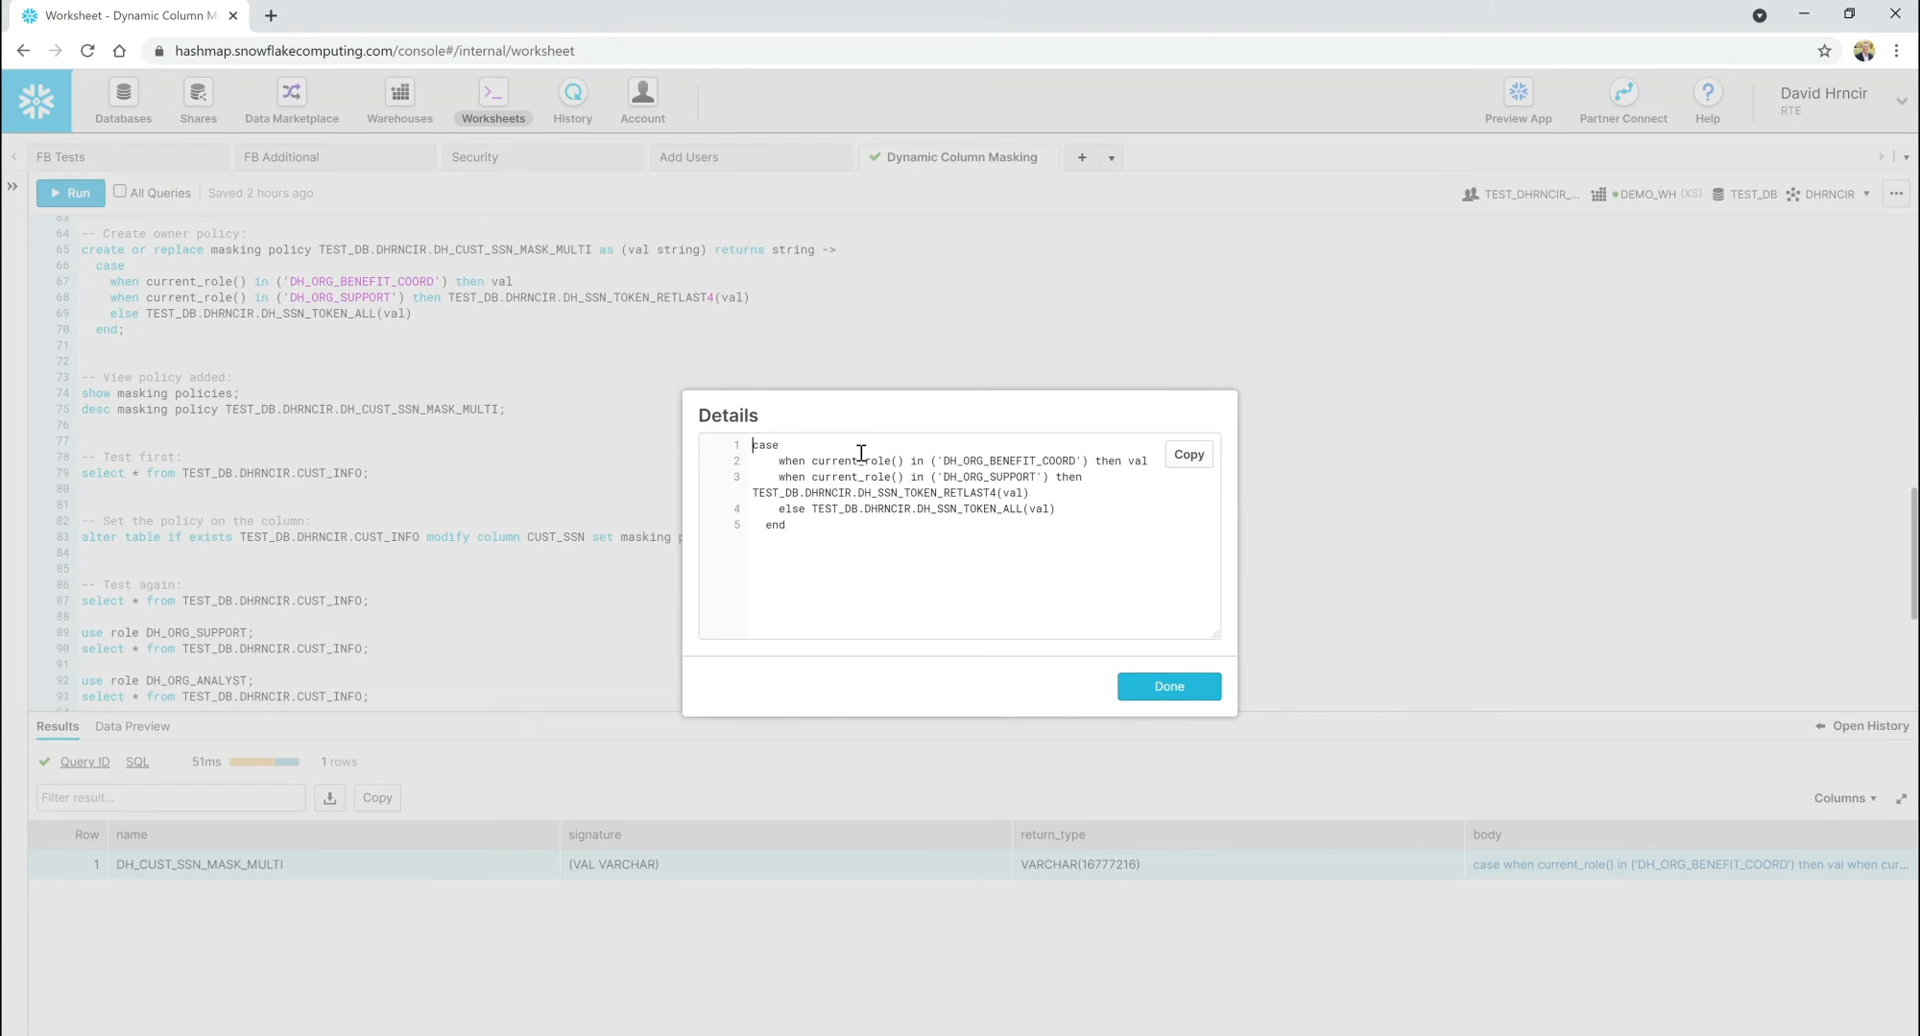 Worksheet - Dynamic Column M
hashmap.snowflakecomputing.com/console#/internal/worksheet
Databases
Shares
Data Marketplace
Warehouses
Worksheets
History
Account
Preview App
Partner Connect
Help
David Hrncir
RTE
FB Tests
FB Additional
Security
Add Users
Dynamic Column Masking
Run
All Queries
Saved 2 hours ago
TEST_DHRNCIR_...
DEMO_WH (XS)
TEST_DB
DHRNCIR
63
64 -- Create owner policy:
65 create or replace masking policy TEST_DB.DHRNCIR.DH_CUST_SSN_MASK_MULTI as (val string) returns string ->
66 case
67 when current_role() in ('DH_ORG_BENEFIT_COORD') then val
68 when current_role() in ('DH_ORG_SUPPORT') then TEST_DB.DHRNCIR.DH_SSN_TOKEN_RETLAST4(val)
69 else TEST_DB.DHRNCIR.DH_SSN_TOKEN_ALL(val)
70 end;
71
72
73 -- View policy added:
74 show masking policies;
75 desc masking policy TEST_DB.DHRNCIR.DH_CUST_SSN_MASK_MULTI;
76
77
78 -- Test first:
79 select * from TEST_DB.DHRNCIR.CUST_INFO;
80
81
82 -- Set the policy on the column:
83 alter table if exists TEST_DB.DHRNCIR.CUST_INFO modify column CUST_SSN set masking p
84
85
86 -- Test again:
87 select * from TEST_DB.DHRNCIR.CUST_INFO;
88
89 use role DH_ORG_SUPPORT;
90 select * from TEST_DB.DHRNCIR.CUST_INFO;
91
92 use role DH_ORG_ANALYST;
93 select * from TEST_DB.DHRNCIR.CUST_INFO;
Details
1 case
2 when current_role() in ('DH_ORG_BENEFIT_COORD') then val
3 when current_role() in ('DH_ORG_SUPPORT') then
TEST_DB.DHRNCIR.DH_SSN_TOKEN_RETLAST4(val)
4 else TEST_DB.DHRNCIR.DH_SSN_TOKEN_ALL(val)
5 end
Copy
Done
Results
Data Preview
Open History
Query ID
SQL
51ms
1 rows
Filter result...
Copy
Columns
Row name signature return_type body
1 DH_CUST_SSN_MASK_MULTI (VAL VARCHAR) VARCHAR(16777216) case when current_role() in ('DH_ORG_BENEFIT_COORD') then val when cur...